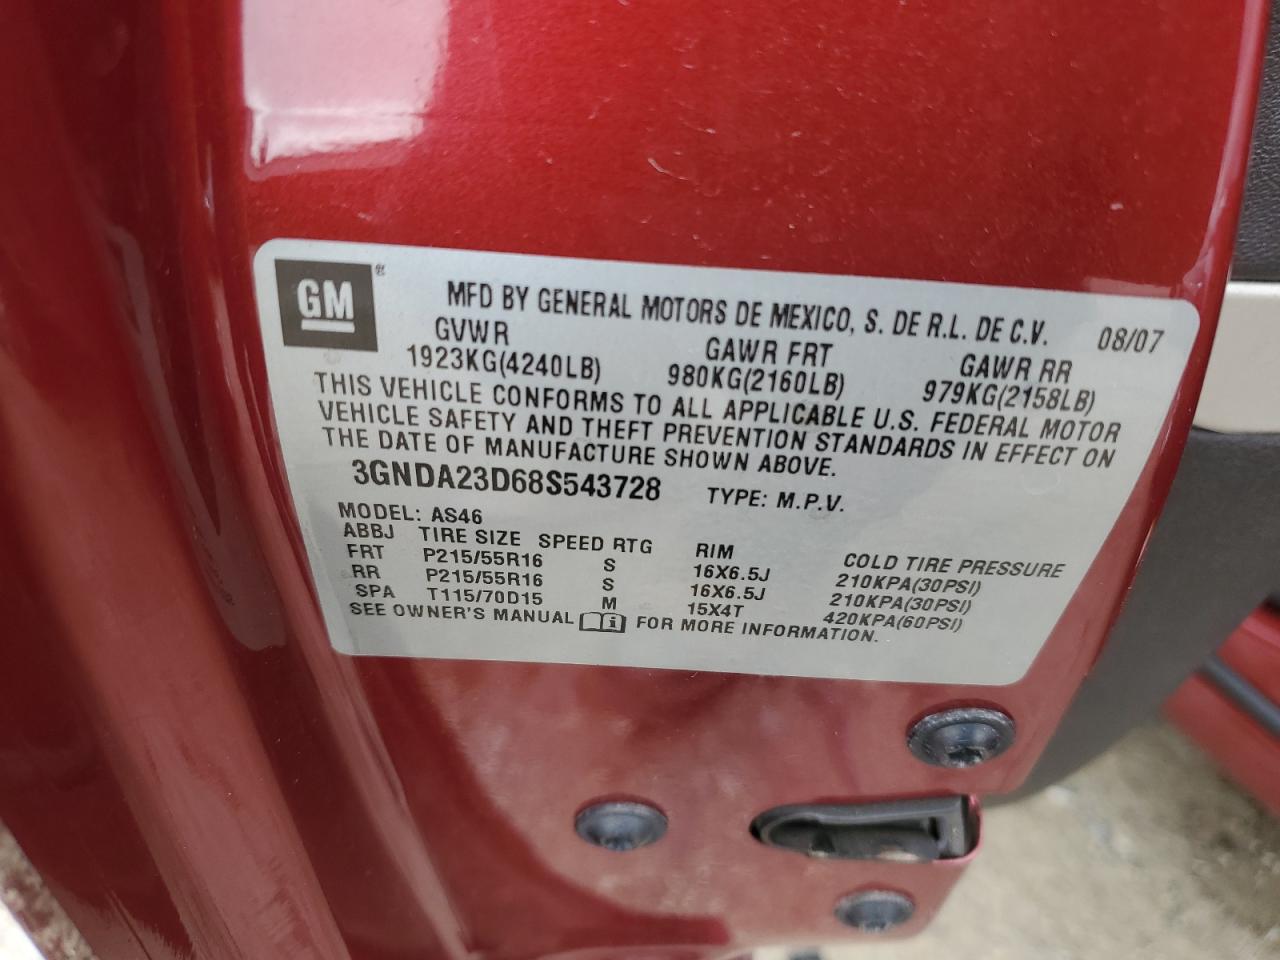 GM ®
MFD BY GENERAL MOTORS DE MEXICO, S. DE R.L. DE C.V. 08/07
GVWR GAWR FRT GAWR RR
1923KG(4240LB) 980KG(2160LB) 979KG(2158LB)
THIS VEHICLE CONFORMS TO ALL APPLICABLE U.S. FEDERAL MOTOR
VEHICLE SAFETY AND THEFT PREVENTION STANDARDS IN EFFECT ON
THE DATE OF MANUFACTURE SHOWN ABOVE.
3GNDA23D68S543728 TYPE: M.P.V.
MODEL: AS46
ABBJ TIRE SIZE SPEED RTG RIM COLD TIRE PRESSURE
FRT P215/55R16 S 16X6.5J 210KPA(30PSI)
RR P215/55R16 S 16X6.5J 210KPA(30PSI)
SPA T115/70D15 M 15X4T 420KPA(60PSI)
SEE OWNER'S MANUAL i FOR MORE INFORMATION.